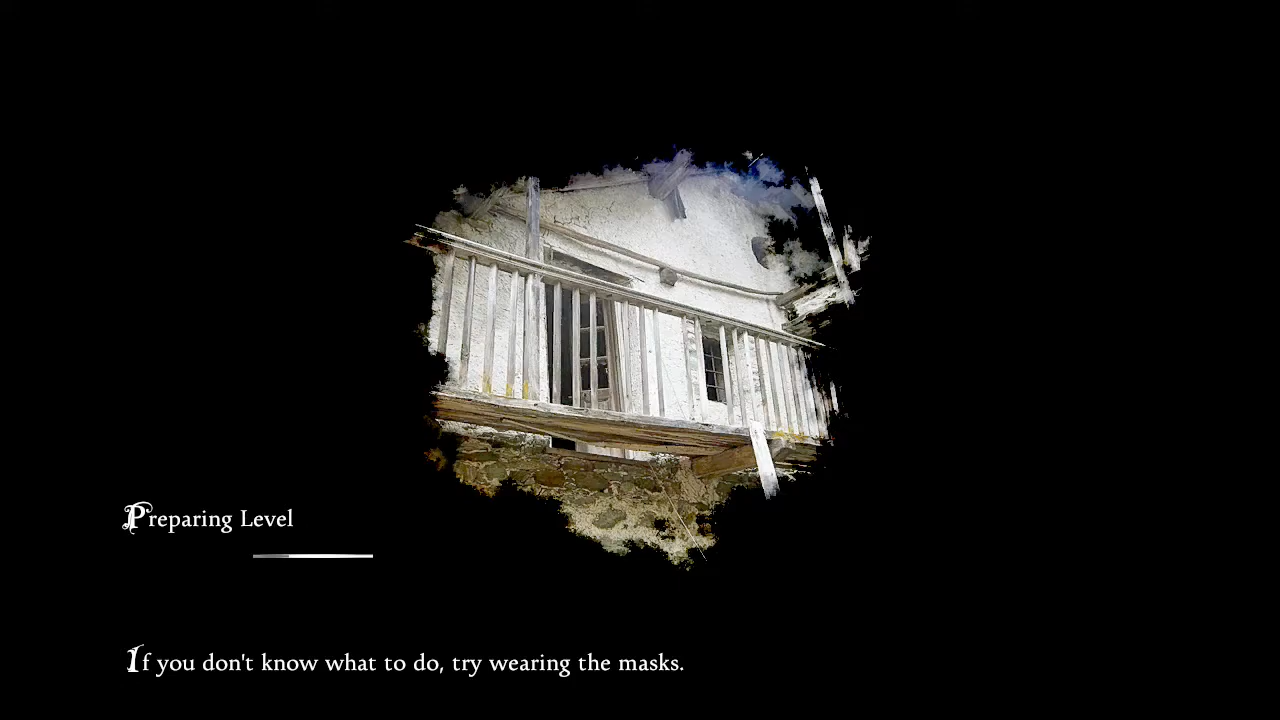 Preparing Level
If you don't know what to do, try wearing the masks.